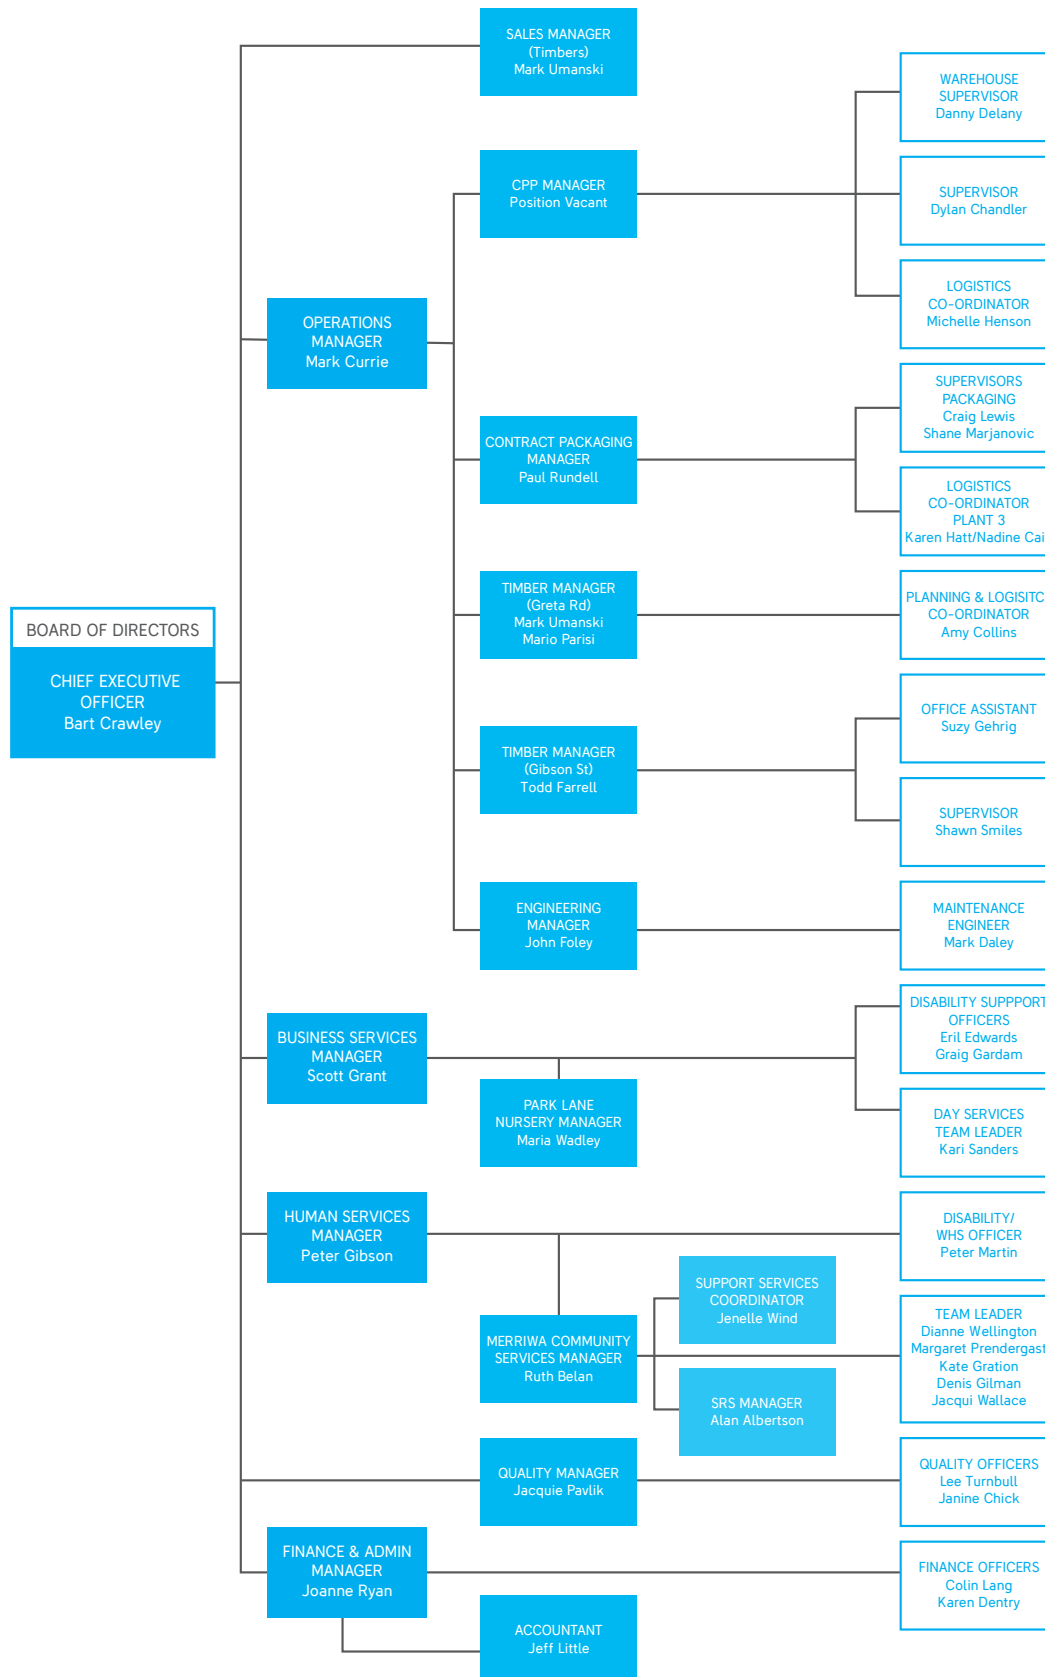 SALES MANAGER
(Timbers)
Mark Umanski
WAREHOUSE
SUPERVISOR
Danny Delany
CPP MANAGER
Position Vacant
SUPERVISOR
Dylan Chandler
LOGISTICS
CO-ORDINATOR
Michelle Henson
OPERATIONS
MANAGER
Mark Currie
SUPERVISORS
PACKAGING
Craig Lewis
Shane Marjanovic
CONTRACT PACKAGING
MANAGER
Paul Rundell
LOGISTICS
CO-ORDINATOR
PLANT 3
Karen Hatt/Nadine Cai
TIMBER MANAGER
(Greta Rd)
Mark Umanski
Mario Parisi
PLANNING & LOGISITC
CO-ORDINATOR
Amy Collins
BOARD OF DIRECTORS
CHIEF EXECUTIVE
OFFICER
Bart Crawley
OFFICE ASSISTANT
Suzy Gehrig
TIMBER MANAGER
(Gibson St)
Todd Farrell
SUPERVISOR
Shawn Smiles
ENGINEERING
MANAGER
John Foley
MAINTENANCE
ENGINEER
Mark Daley
BUSINESS SERVICES
MANAGER
Scott Grant
DISABILITY SUPPPORT
OFFICERS
Eril Edwards
Graig Gardam
PARK LANE
NURSERY MANAGER
Maria Wadley
DAY SERVICES
TEAM LEADER
Kari Sanders
HUMAN SERVICES
MANAGER
Peter Gibson
DISABILITY/
WHS OFFICER
Peter Martin
SUPPORT SERVICES
COORDINATOR
Jenelle Wind
MERRIWA COMMUNITY
SERVICES MANAGER
Ruth Belan
TEAM LEADER
Dianne Wellington
Margaret Prendergast
Kate Gration
Denis Gilman
Jacqui Wallace
SRS MANAGER
Alan Albertson
QUALITY MANAGER
Jacquie Pavlik
QUALITY OFFICERS
Lee Turnbull
Janine Chick
FINANCE & ADMIN
MANAGER
Joanne Ryan
FINANCE OFFICERS
Colin Lang
Karen Dentry
ACCOUNTANT
Jeff Little